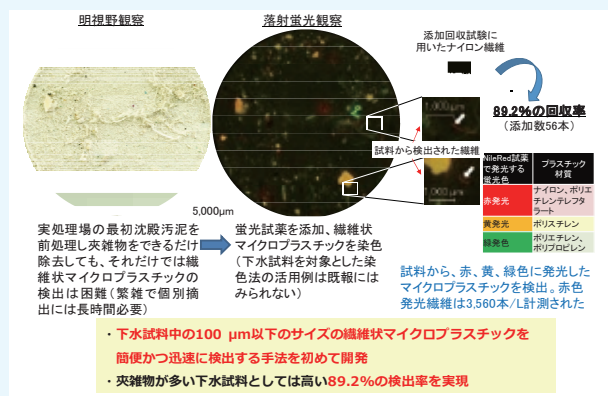 明視野観察
落射蛍光観察
添加回収試験に
用いたナイロン繊維
89.2%の回収率
（添加数56本）
1,000μm
試料から検出された繊維
1,000μm
5,000μm
NileRed試薬
で発光する
蛍光色
プラスチック
材質
赤発光
ナイロン、ポリエ
チレンテレフタ
ラート
黄発光
ポリスチレン
緑発光
ポリエチレン、
ポリプロピレン
実処理場の最初沈殿汚泥を
前処理し夾雑物をできるだけ
除去しても、それだけでは繊
維状マイクロプラスチックの
検出は困難（繁雑で個別摘
出には長時間必要）
蛍光試薬を添加、繊維状
マイクロプラスチックを染色
（下水試料を対象とした染
色法の活用例は既報には
みられない）
試料から、赤、黄、緑色に発光した
マイクロプラスチックを検出。赤色
発光繊維は3,560本/L計測された
・下水試料中の100 μm以下のサイズの繊維状マイクロプラスチックを
簡便かつ迅速に検出する手法を初めて開発
・夾雑物が多い下水試料としては高い89.2%の検出率を実現